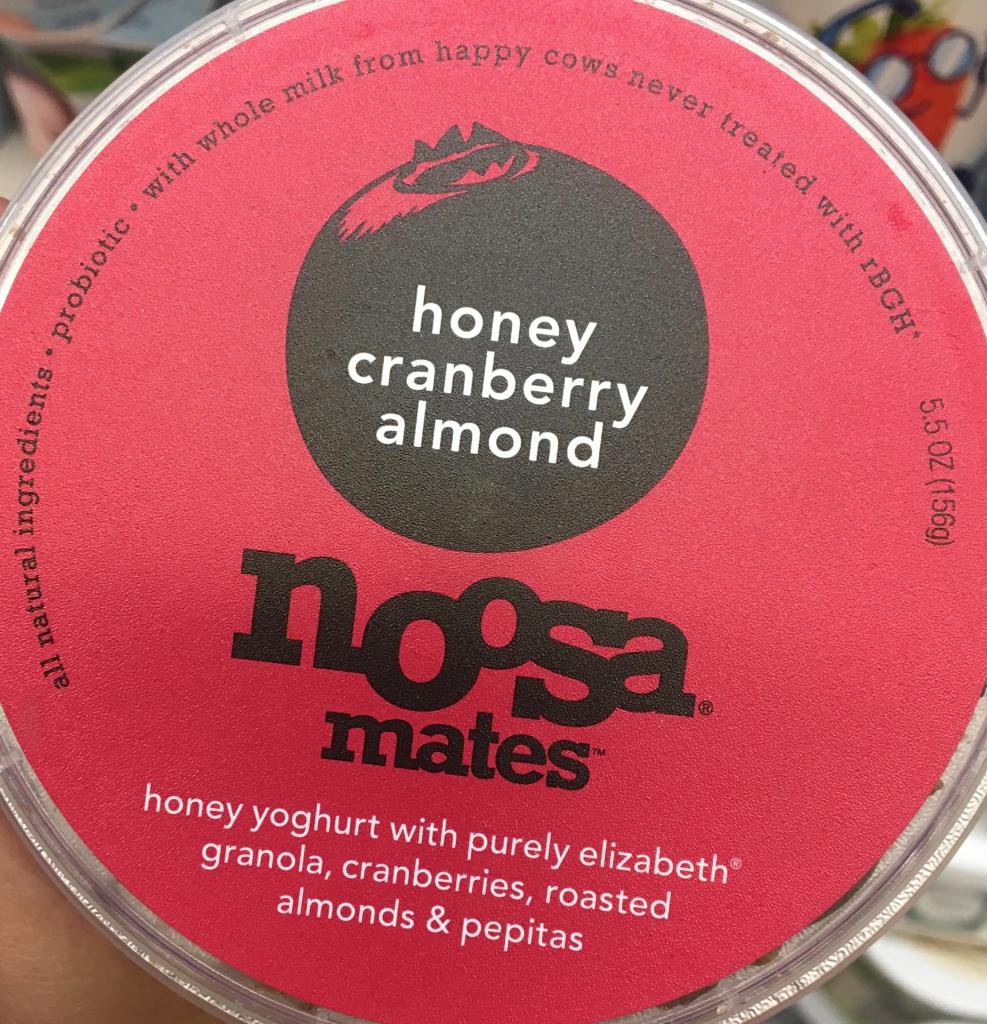 all natural ingredients • probiotic • with whole milk from happy cows never treated with rBGH*
honey
cranberry
almond
5.5 OZ (156g)
noosa®
mates™
honey yoghurt with purely elizabeth®
granola, cranberries, roasted
almonds & pepitas